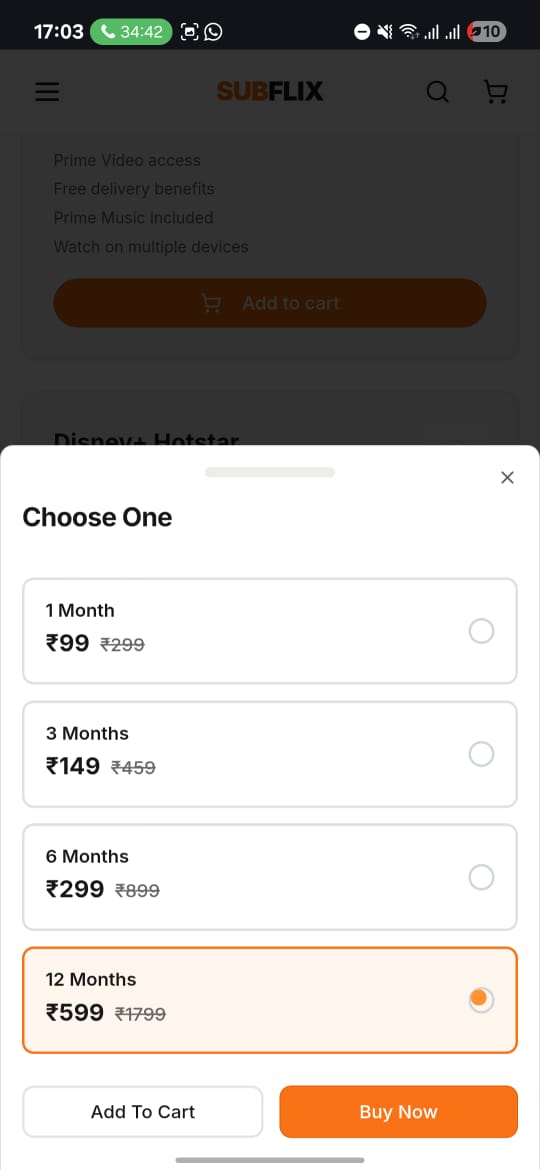 17:03 34:42 10
SUBFLIX
Prime Video access
Free delivery benefits
Prime Music included
Watch on multiple devices
Add to cart
Disney+ Hotstar
Choose One
1 Month
₹99 ₹299
3 Months
₹149 ₹459
6 Months
₹299 ₹899
12 Months
₹599 ₹1799
Add To Cart
Buy Now